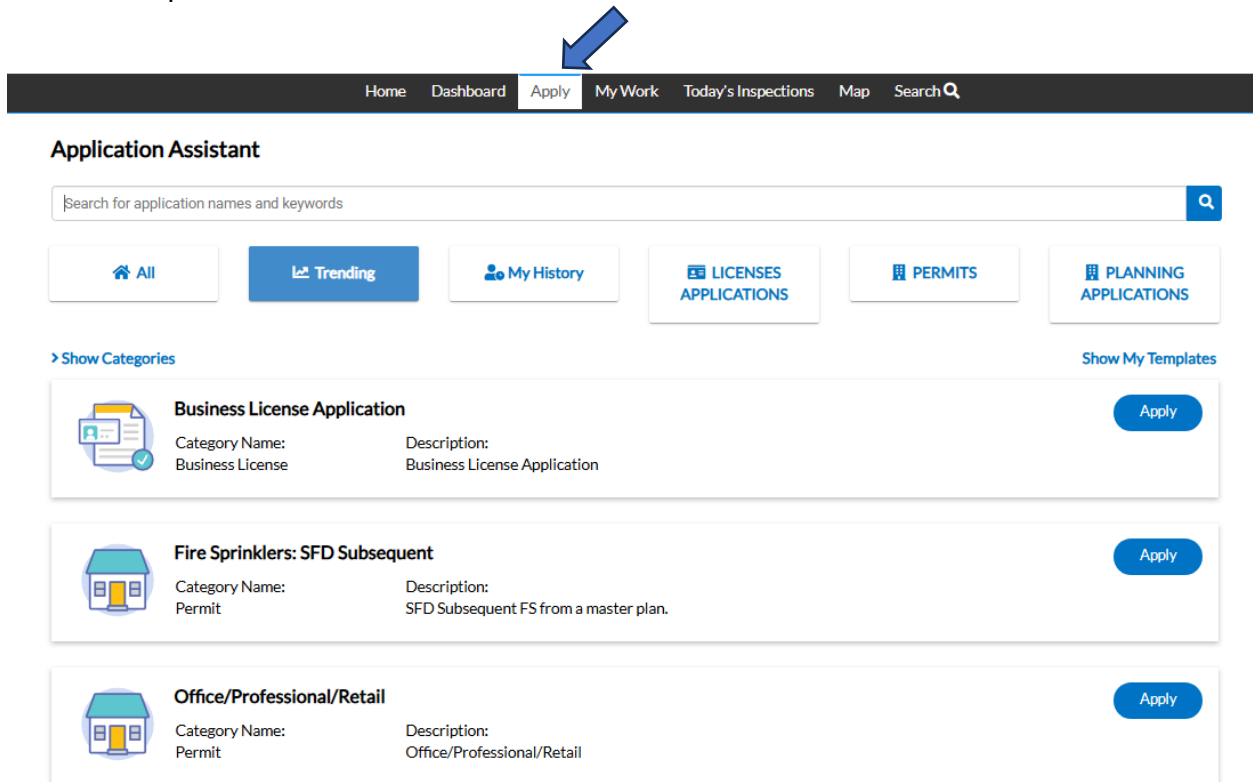 Home Dashboard Apply My Work Today's Inspections Map Search
Application Assistant
Search for application names and keywords
All
Trending
My History
LICENSES
APPLICATIONS
PERMITS
PLANNING
APPLICATIONS
Show Categories
Show My Templates
Business License Application
Apply
Category Name:
Description:
Business License
Business License Application
Fire Sprinklers: SFD Subsequent
Apply
Category Name:
Description:
Permit
SFD Subsequent FS from a master plan.
Office/Professional/Retail
Apply
Category Name:
Description:
Permit
Office/Professional/Retail